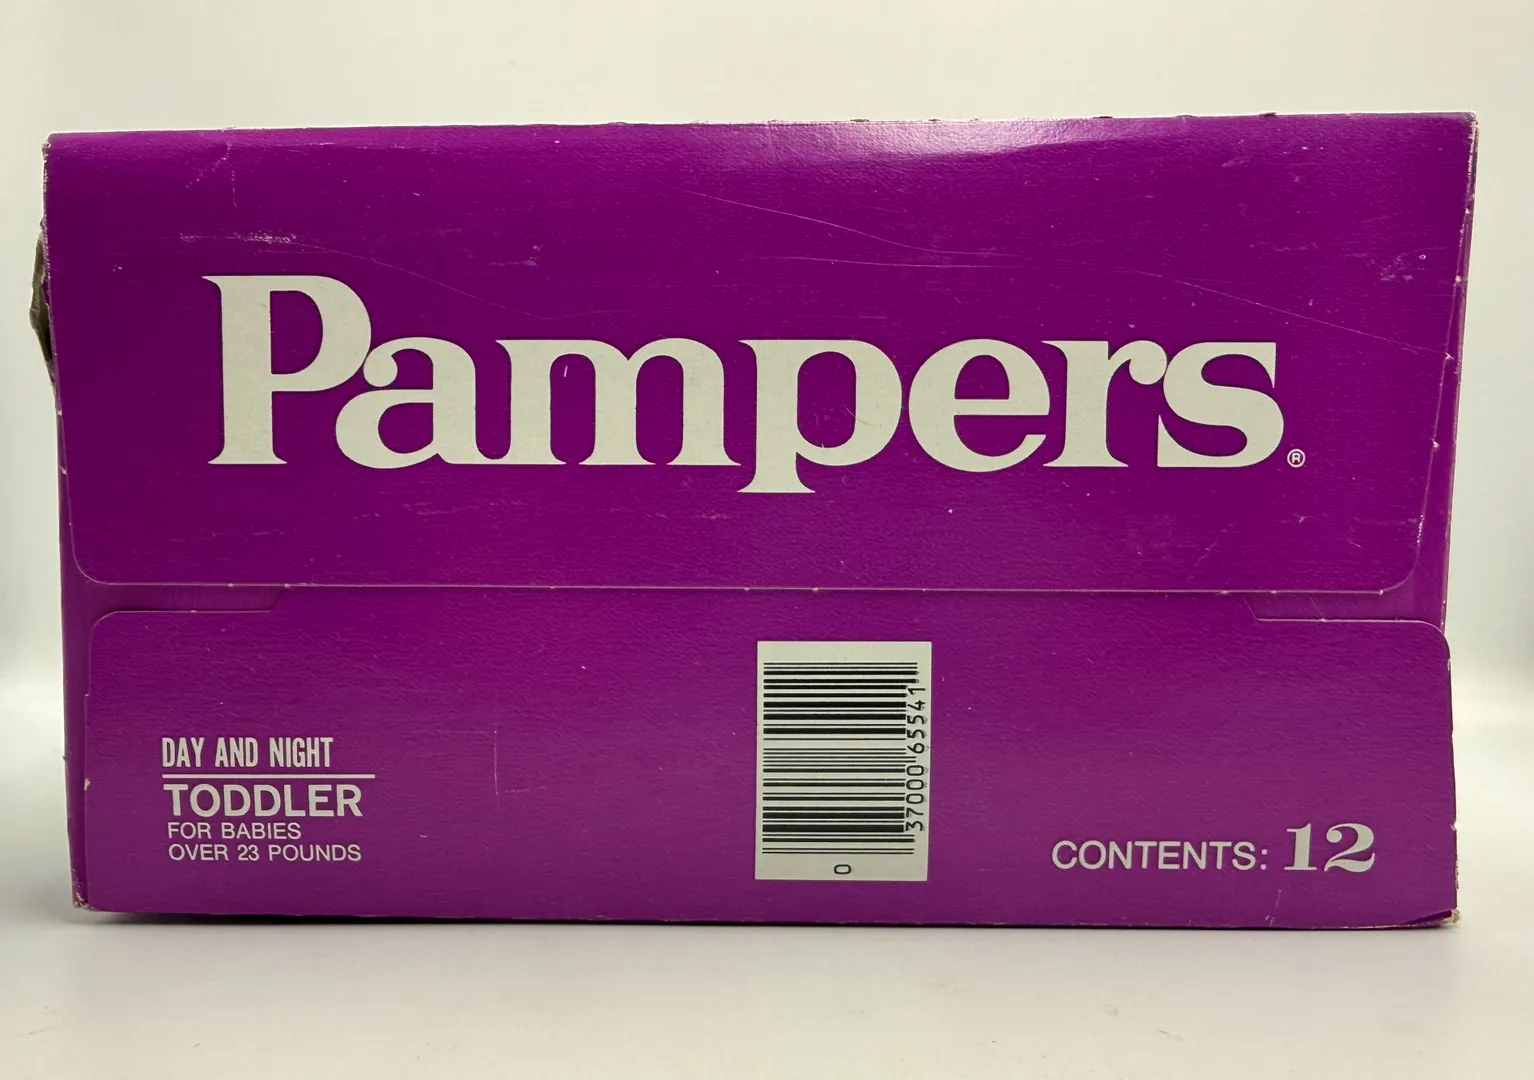 Pampers®
DAY AND NIGHT
TODDLER
FOR BABIES
OVER 23 POUNDS
0
37000 65541
CONTENTS: 12